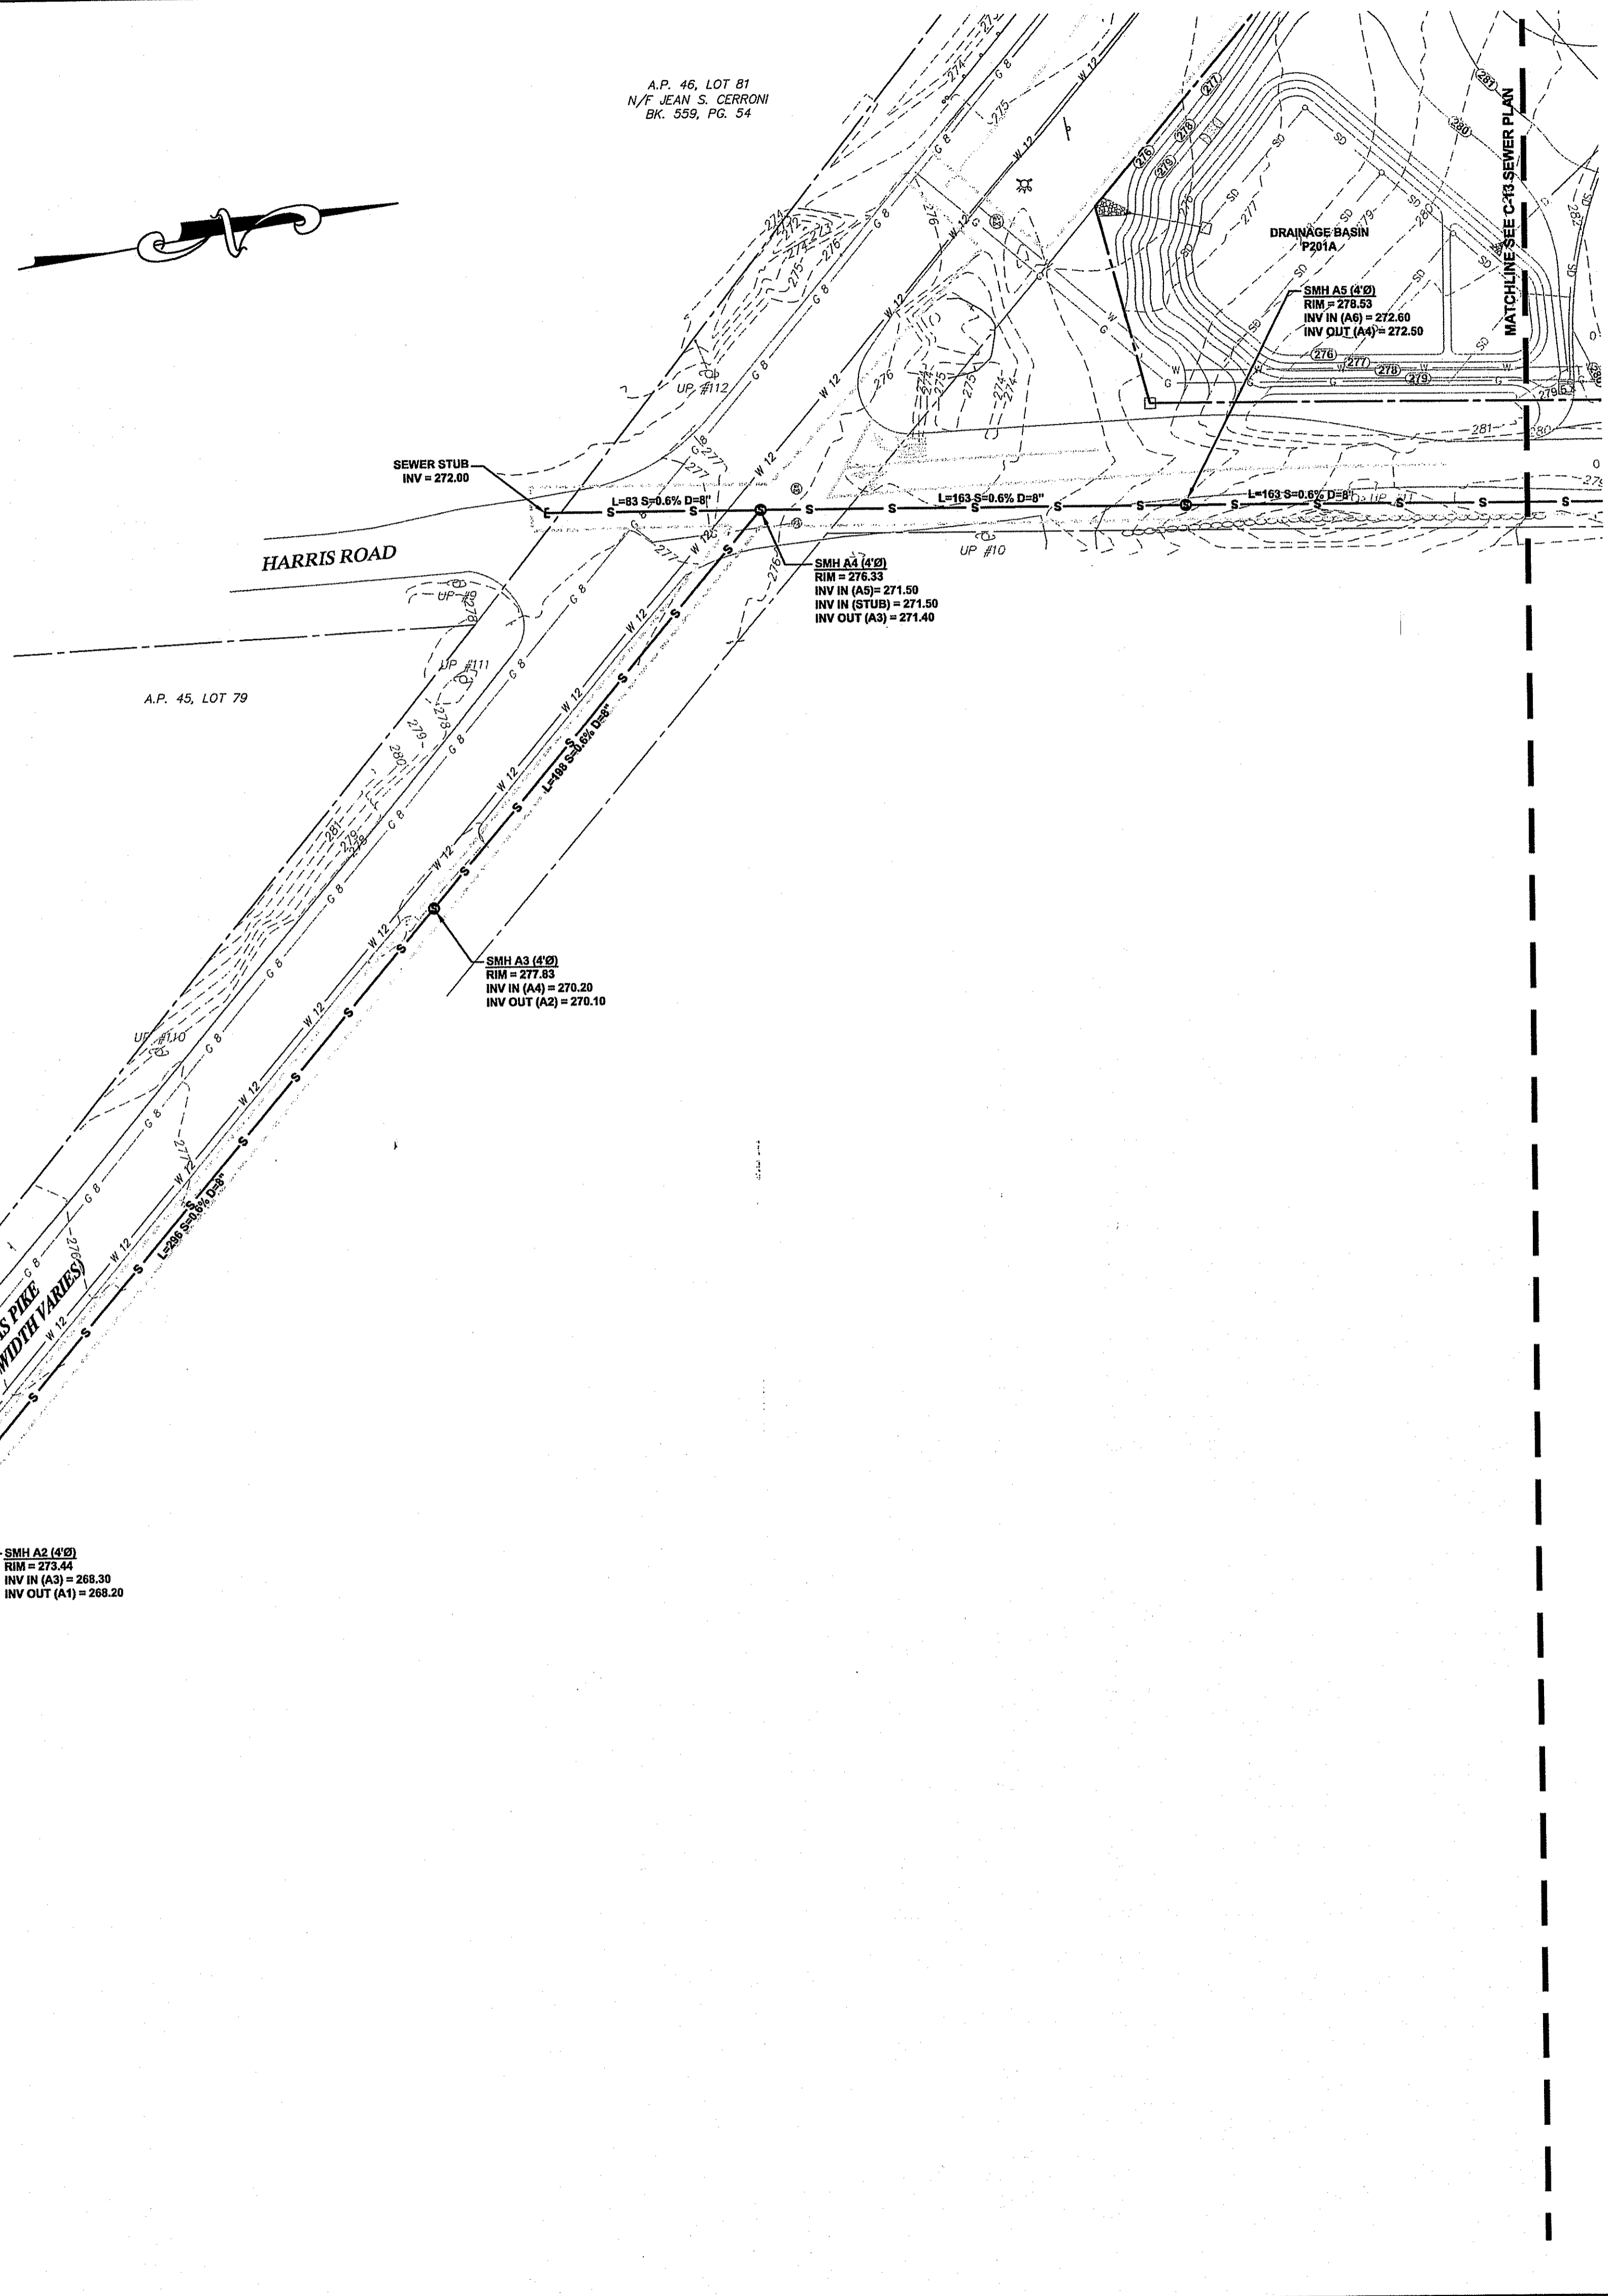 A.P. 46, LOT 81
N/F JEAN S. CERRONI
BK. 559, PG. 54
MATCHLINE SEE C-213 SEWER PLAN
DRAINAGE BASIN
P201A
SMH A5 (4'Ø)
RIM = 278.53
INV IN (A6) = 272.60
INV OUT (A4) = 272.50
UP #112
SEWER STUB
INV = 272.00
L=83 S=0.6% D=8"
L=163 S=0.6% D=8"
L=163 S=0.6% D=8"
HARRIS ROAD
UP #10
SMH A4 (4'Ø)
RIM = 276.33
INV IN (A5)= 271.50
INV IN (STUB) = 271.50
INV OUT (A3) = 271.40
UP #9
UP #111
A.P. 45, LOT 79
L=198 S=0.6% D=8"
SMH A3 (4'Ø)
RIM = 277.83
INV IN (A4) = 270.20
INV OUT (A2) = 270.10
UP #110
L=296 S=0.6% D=8"
S PIKE
WIDTH VARIES)
SMH A2 (4'Ø)
RIM = 273.44
INV IN (A3) = 268.30
INV OUT (A1) = 268.20